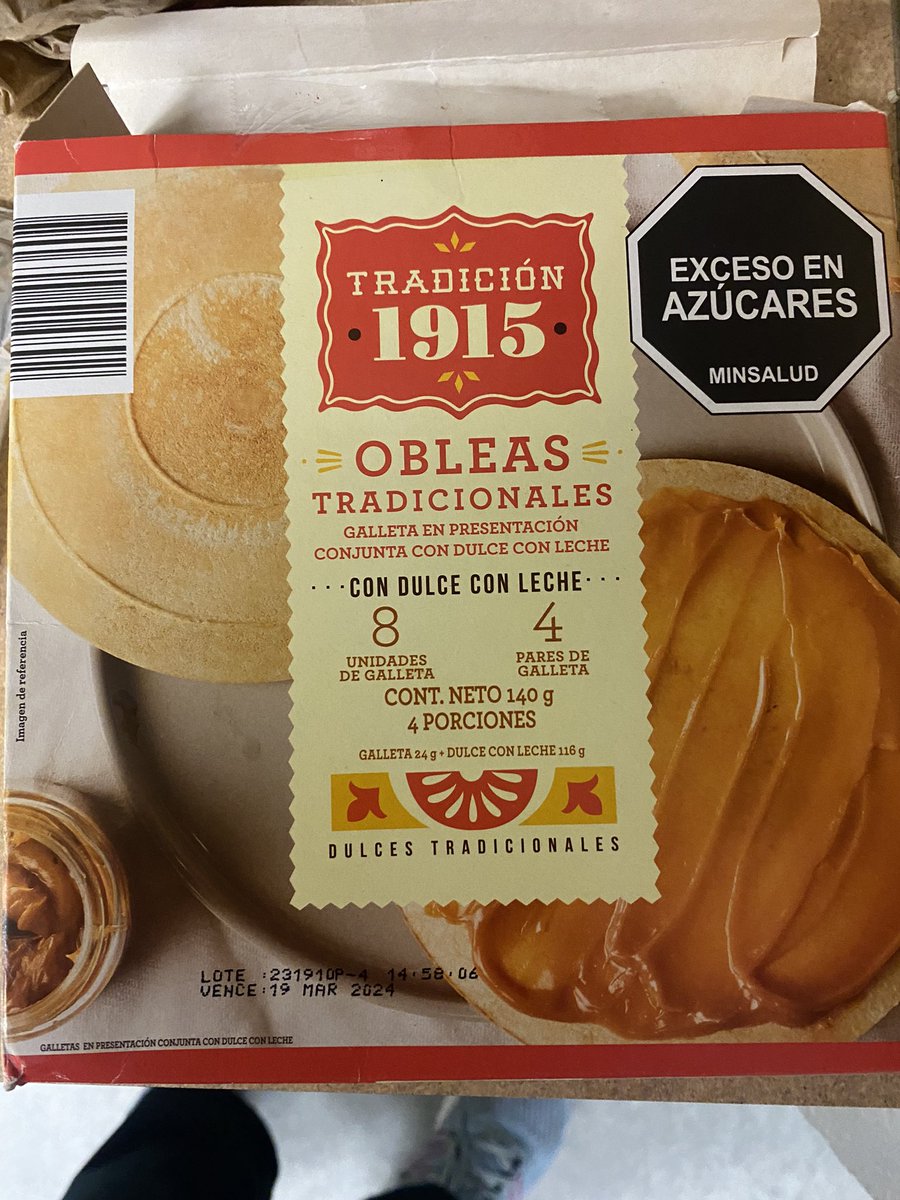 TRADICIÓN
1915
EXCESO EN
AZÚCARES
MINSALUD
OBLEAS
TRADICIONALES
GALLETA EN PRESENTACIÓN
CONJUNTA CON DULCE CON LECHE
···CON DULCE CON LECHE···
8 4
UNIDADES DE GALLETA
PARES DE GALLETA
CONT. NETO 140 g
4 PORCIONES
GALLETA 24 g + DULCE CON LECHE 116 g
DULCES TRADICIONALES
Imagen de referencia
LOTE :231910P-4 14:58:06
VENCE:19 MAR 2024
GALLETAS EN PRESENTACIÓN CONJUNTA CON DULCE CON LECHE